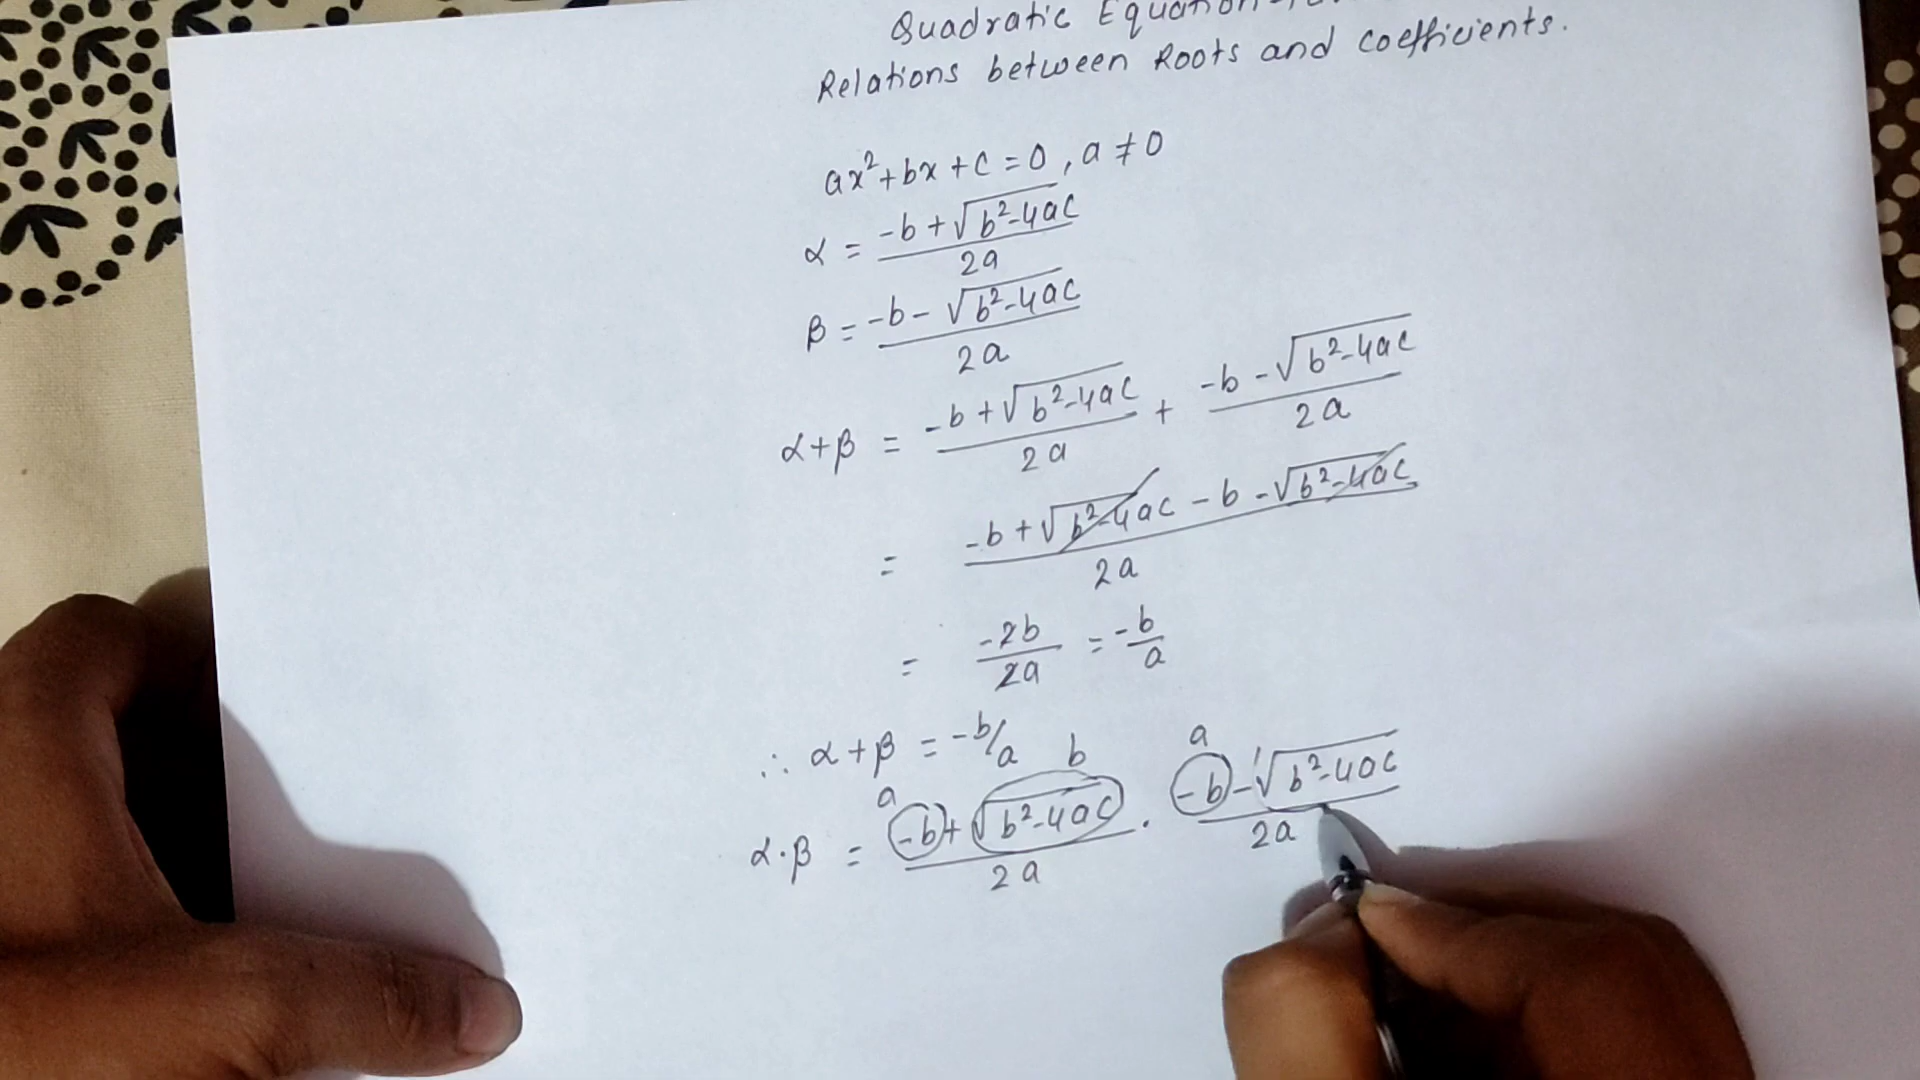 Quadratic Equation
Relations between Roots and coefficients.
ax²+bx+c=0, a≠0
α = (-b+√(b²-4ac))/2a
β = (-b-√(b²-4ac))/2a
α+β = (-b+√(b²-4ac))/2a + (-b-√(b²-4ac))/2a
= (-b+√(b²-4ac) -b-√(b²-4ac))/2a
= -2b/2a = -b/a
∴ α+β = -b/a
a b a
α·β = (-b+√(b²-4ac))/2a · (-b-√(b²-4ac))/2a